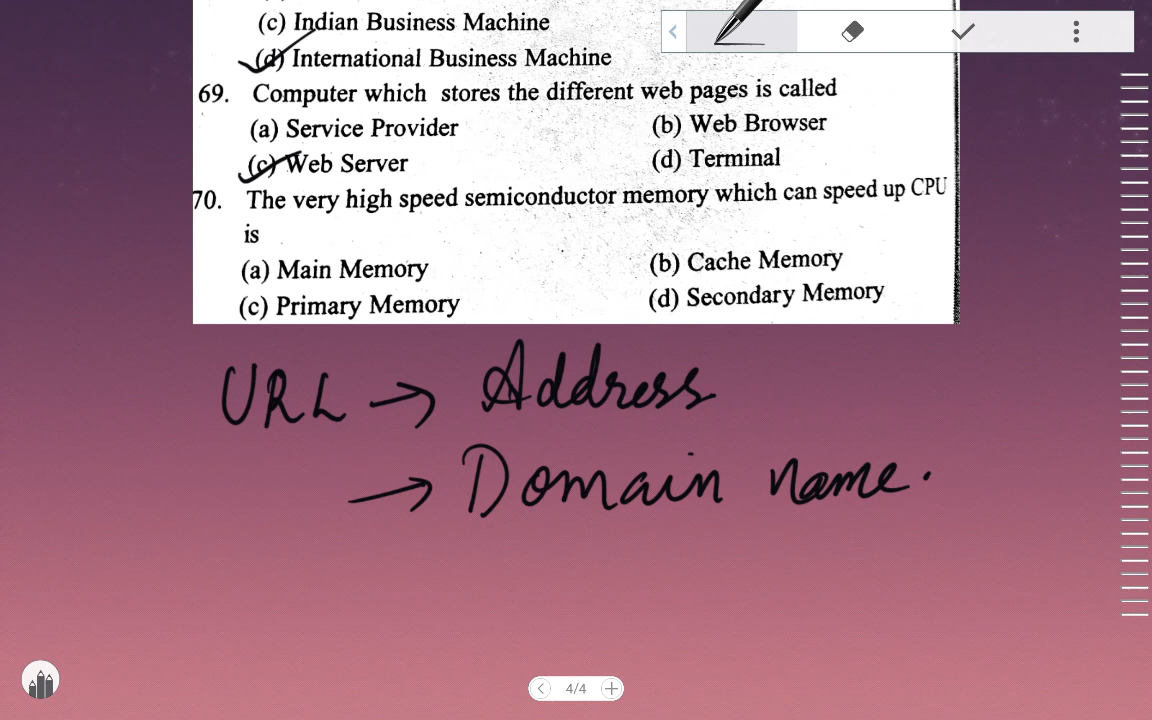 (c) Indian Business Machine
(d) International Business Machine
69. Computer which stores the different web pages is called
(a) Service Provider (b) Web Browser
(c) Web Server (d) Terminal
70. The very high speed semiconductor memory which can speed up CPU
is
(a) Main Memory (b) Cache Memory
(c) Primary Memory (d) Secondary Memory
URL → Address
→ Domain name.
4/4